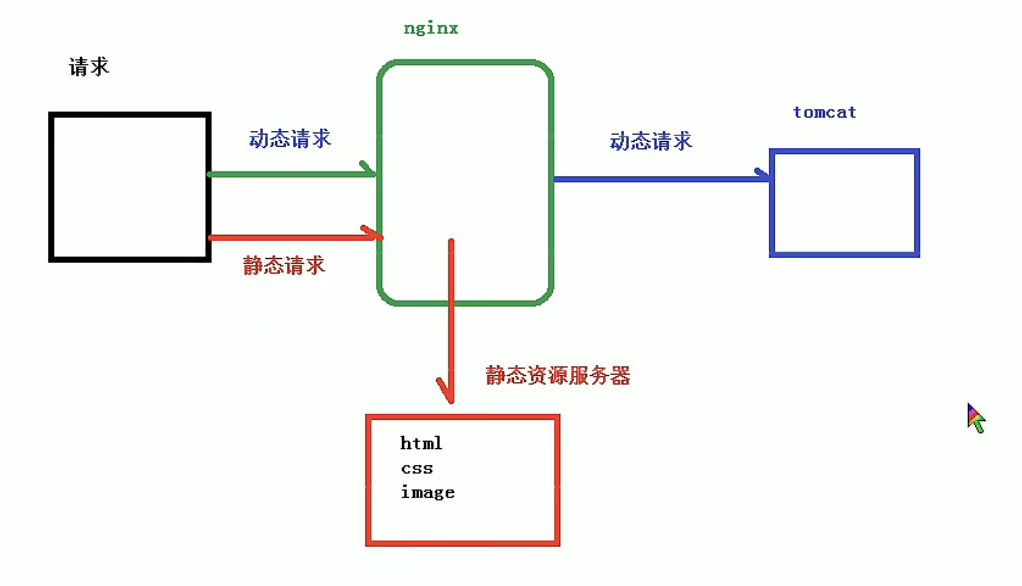 nginx
请求
tomcat
动态请求
动态请求
静态请求
静态资源服务器
html
css
image